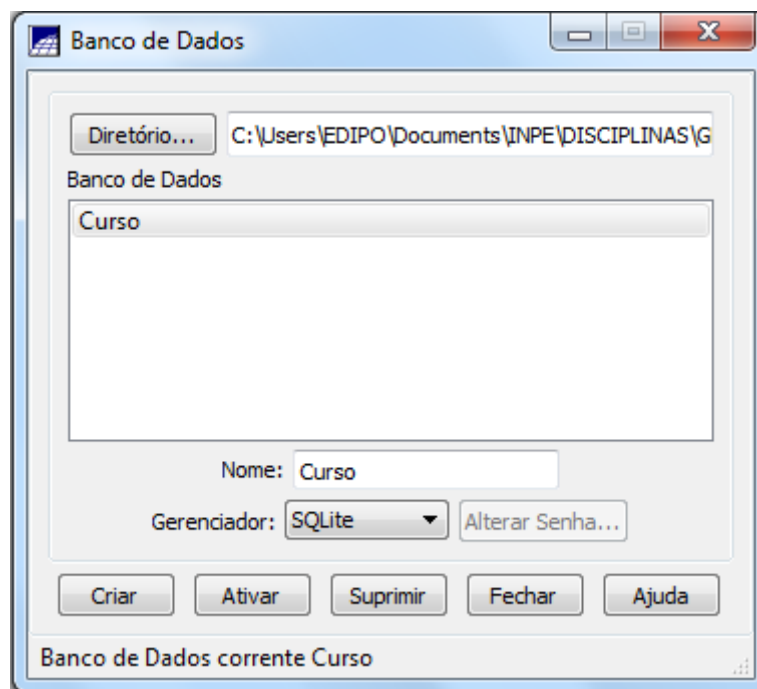 Banco de Dados
Diretório... C:\Users\EDIPO\Documents\INPE\DISCIPLINAS\G
Banco de Dados
Curso
Nome: Curso
Gerenciador: SQLite Alterar Senha...
Criar Ativar Suprimir Fechar Ajuda
Banco de Dados corrente Curso